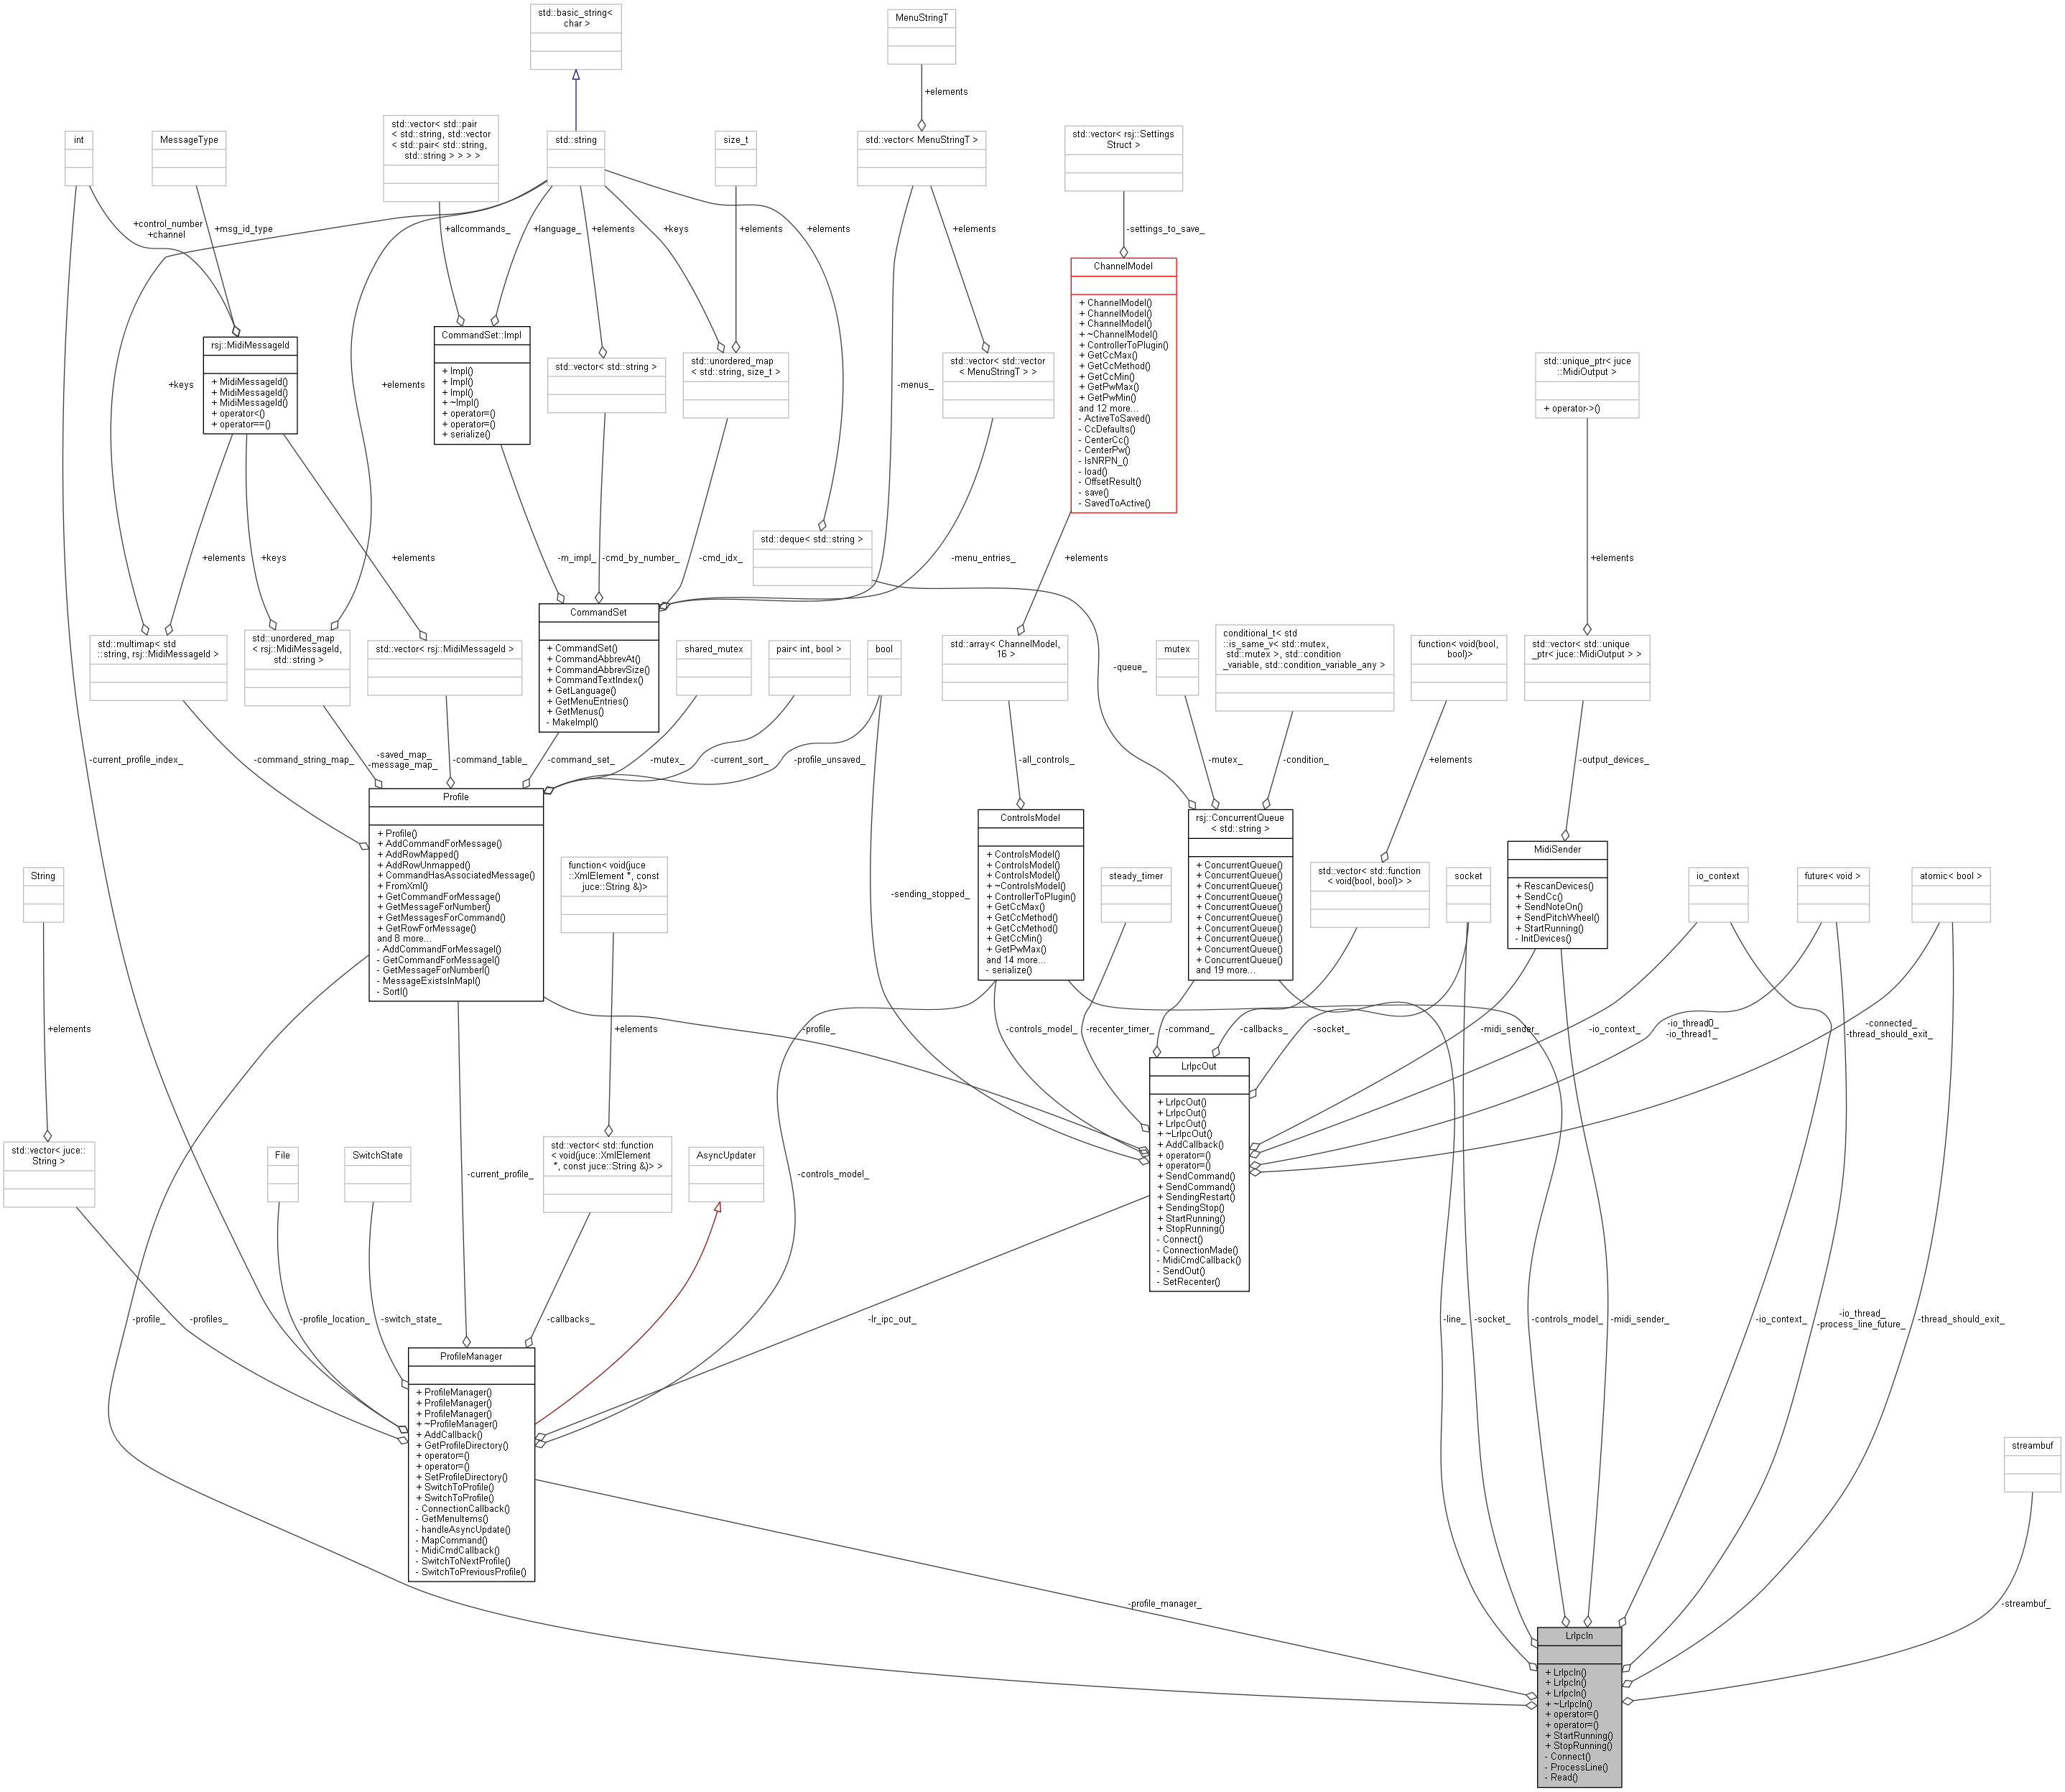 std::basic_string<
char >
MenuStringT
+elements
std::vector< std::pair
< std::string, std::vector
< std::pair< std::string,
std::string > > > >
int
MessageType
std::string
size_t
std::vector< MenuStringT >
std::vector< rsj::Settings
Struct >
+control_number
+channel
+msg_id_type
+allcommands_
+language_
+elements
+keys
+elements
+elements
+elements
-settings_to_save_
ChannelModel
+ ChannelModel()
+ ChannelModel()
+ ChannelModel()
+ ~ChannelModel()
+ ControllerToPlugin()
+ GetCcMax()
+ GetCcMethod()
+ GetCcMin()
+ GetPwMax()
+ GetPwMin()
and 12 more...
- ActiveToSaved()
- CcDefaults()
- CenterCc()
- CenterPw()
- IsNRPN_()
- load()
- OffsetResult()
- save()
- SavedToActive()
rsj::MidiMessageId
+ MidiMessageId()
+ MidiMessageId()
+ MidiMessageId()
+ operator<()
+ operator==()
CommandSet::Impl
+ Impl()
+ Impl()
+ Impl()
+ ~Impl()
+ operator=()
+ operator=()
+ serialize()
std::vector< std::string >
std::unordered_map
< std::string, size_t >
std::vector< std::vector
< MenuStringT > >
std::unique_ptr< juce
::MidiOutput >
+ operator->()
+keys
+elements
-menus_
+elements
+keys
+elements
-m_impl_
-cmd_by_number_
-cmd_idx_
std::deque< std::string >
-menu_entries_
+elements
+elements
std::multimap< std
::string, rsj::MidiMessageId >
std::unordered_map
< rsj::MidiMessageId,
std::string >
std::vector< rsj::MidiMessageId >
CommandSet
+ CommandSet()
+ CommandAbbrevAt()
+ CommandAbbrevSize()
+ CommandTextIndex()
+ GetLanguage()
+ GetMenuEntries()
+ GetMenus()
- MakeImpl()
shared_mutex
pair< int, bool >
bool
std::array< ChannelModel,
16 >
-queue_
mutex
conditional_t< std
::is_same_v< std::mutex,
std::mutex >, std::condition
_variable, std::condition_variable_any >
function< void(bool,
bool)>
std::vector< std::unique
_ptr< juce::MidiOutput > >
-current_profile_index_
-command_string_map_
-saved_map_
-message_map_
-command_table_
-command_set_
-mutex_
-current_sort_
-profile_unsaved_
-all_controls_
-mutex_
-condition_
+elements
-output_devices_
Profile
+ Profile()
+ AddCommandForMessage()
+ AddRowMapped()
+ AddRowUnmapped()
+ CommandHasAssociatedMessage()
+ FromXml()
+ GetCommandForMessage()
+ GetMessageForNumber()
+ GetMessagesForCommand()
+ GetRowForMessage()
and 8 more...
- AddCommandForMessageI()
- GetCommandForMessageI()
- GetMessageForNumberI()
- MessageExistsInMapI()
- SortI()
String
function< void(juce
::XmlElement *, const
juce::String &)>
-sending_stopped_
ControlsModel
+ ControlsModel()
+ ControlsModel()
+ ControlsModel()
+ ~ControlsModel()
+ ControllerToPlugin()
+ GetCcMax()
+ GetCcMethod()
+ GetCcMethod()
+ GetCcMin()
+ GetPwMax()
and 14 more...
- serialize()
steady_timer
rsj::ConcurrentQueue
< std::string >
+ ConcurrentQueue()
+ ConcurrentQueue()
+ ConcurrentQueue()
+ ConcurrentQueue()
+ ConcurrentQueue()
+ ConcurrentQueue()
+ ConcurrentQueue()
+ ConcurrentQueue()
+ ConcurrentQueue()
+ ConcurrentQueue()
and 19 more...
std::vector< std::function
< void(bool, bool)> >
socket
MidiSender
+ RescanDevices()
+ SendCc()
+ SendNoteOn()
+ SendPitchWheel()
+ StartRunning()
- InitDevices()
io_context
future< void >
atomic< bool >
+elements
+elements
-profile_
-controls_model_
-recenter_timer_
-command_
-callbacks_
-socket_
-midi_sender_
-io_context_
-io_thread0_
-io_thread1_
-connected_
-thread_should_exit_
LrIpcOut
+ LrIpcOut()
+ LrIpcOut()
+ LrIpcOut()
+ ~LrIpcOut()
+ AddCallback()
+ operator=()
+ operator=()
+ SendCommand()
+ SendCommand()
+ SendingRestart()
+ SendingStop()
+ StartRunning()
+ StopRunning()
- Connect()
- ConnectionMade()
- MidiCmdCallback()
- SendOut()
- SetRecenter()
std::vector< juce::
String >
File
SwitchState
-current_profile_
std::vector< std::function
< void(juce::XmlElement
*, const juce::String &)> >
AsyncUpdater
-controls_model_
-profile_
-profiles_
-profile_location_
-switch_state_
-callbacks_
-lr_ipc_out_
-line_
-socket_
-controls_model_
-midi_sender_
-io_context_
-io_thread_
-process_line_future_
-thread_should_exit_
ProfileManager
+ ProfileManager()
+ ProfileManager()
+ ProfileManager()
+ ~ProfileManager()
+ AddCallback()
+ GetProfileDirectory()
+ operator=()
+ operator=()
+ SetProfileDirectory()
+ SwitchToProfile()
+ SwitchToProfile()
- ConnectionCallback()
- GetMenuItems()
- handleAsyncUpdate()
- MapCommand()
- MidiCmdCallback()
- SwitchToNextProfile()
- SwitchToPreviousProfile()
streambuf
-profile_manager_
-streambuf_
LrIpcIn
+ LrIpcIn()
+ LrIpcIn()
+ LrIpcIn()
+ ~LrIpcIn()
+ operator=()
+ operator=()
+ StartRunning()
+ StopRunning()
- Connect()
- ProcessLine()
- Read()